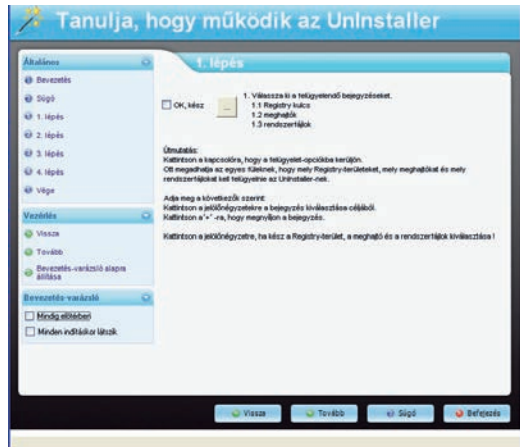 Tanulja, hogy működik az UnInstaller
Általános
Bevezetés
Súgó
1. lépés
2. lépés
3. lépés
4. lépés
Vége
Vezérlés
Vissza
Tovább
Bevezetés-varázsló alapra
állítása
Bevezetés-varázsló
Mindig előtérben
Minden indításkor látszik
1. lépés
OK, kész
...
1. Válassza ki a felügyelendő bejegyzéseket.
1.1 Registry kulcs
1.2 meghajtók
1.3 rendszerfájlok
Útmutatás:
Kattintson a kapcsolóra, hogy a felügyelet-opciókba kerüljön.
Ott megadhatja az egyes füleknek, hogy mely Registry-területeket, mely meghajtókat és mely
rendszerfájlokat kell felügyelnie az UnInstaller-nek.
Adja meg a következők szerint:
Kattintson a jelölőnégyzetekre a bejegyzés kiválasztása céljából.
Kattintson a "+" -ra, hogy megnyíljon a bejegyzés.
Kattintson a jelölőnégyzetre, ha kész a Registry-terület, a meghajtó és a rendszerfájlok kiválasztása !
Vissza
Tovább
Súgó
Befejezés